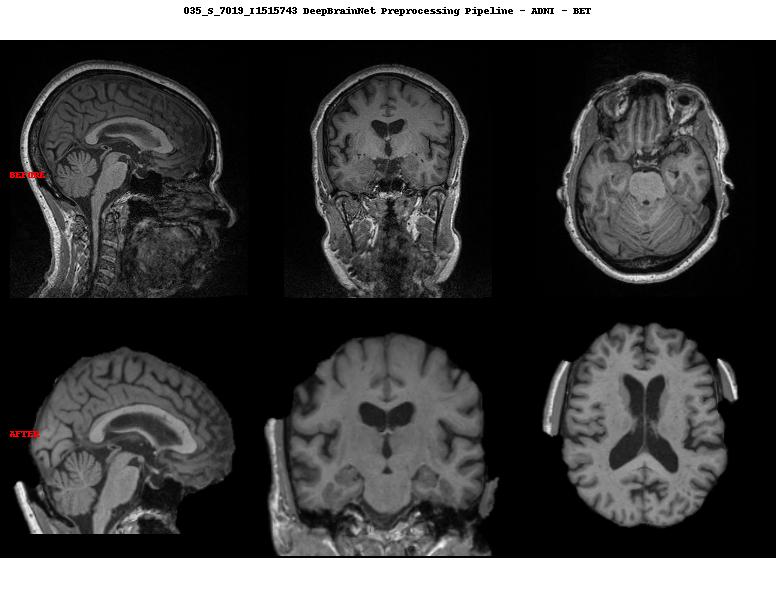 035_S_7019_I1515743 DeepBrainNet Preprocessing Pipeline - ADNI - BET
BEFORE
AFTER